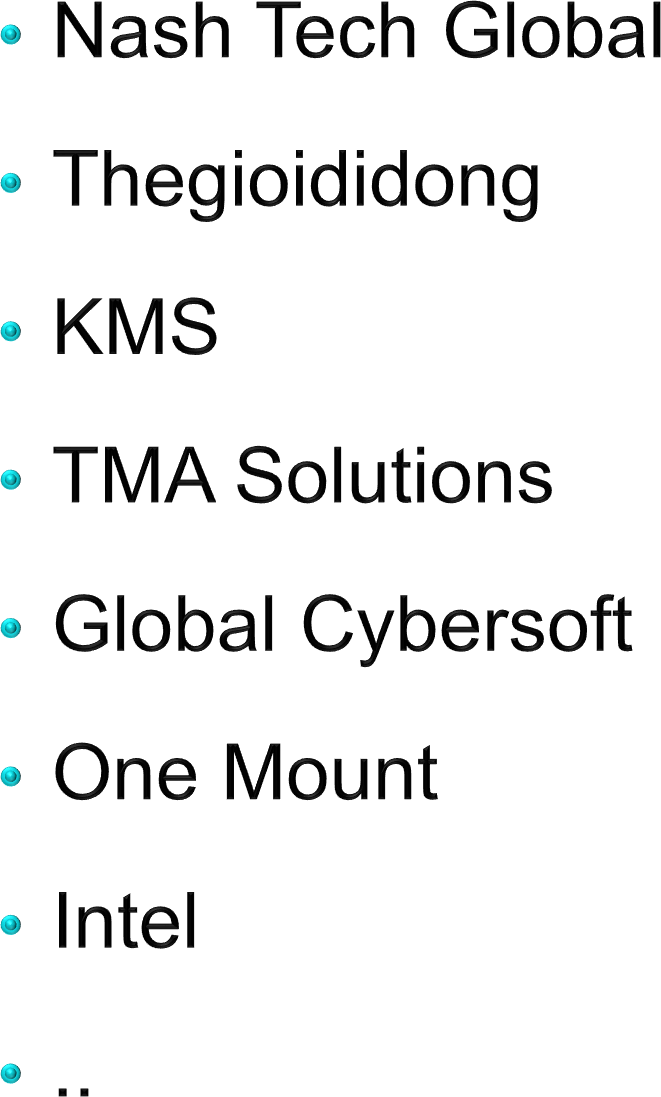 • Nash Tech Global
• Thegioididong
• KMS
• TMA Solutions
• Global Cybersoft
• One Mount
• Intel
• ..